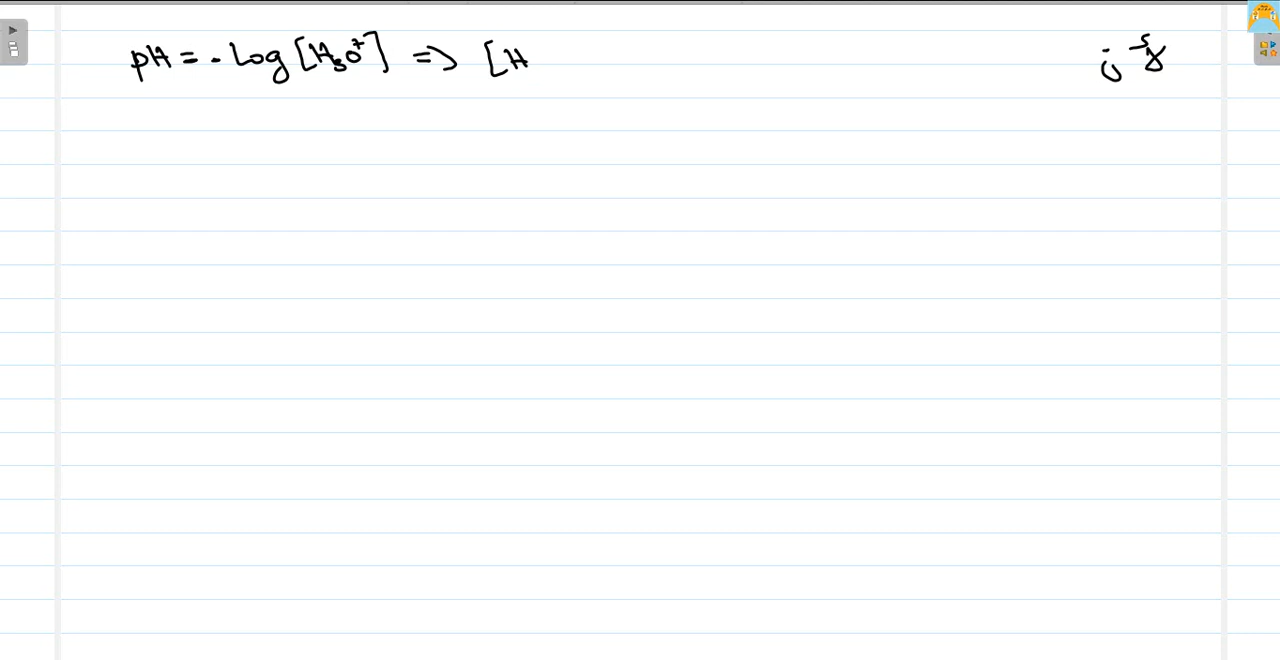 pH = - Log [H₃O⁺] => [H